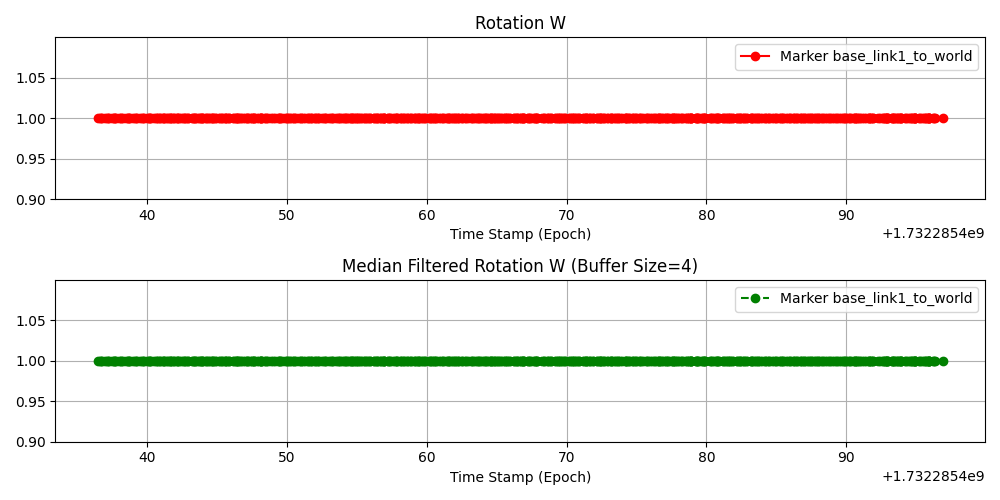 Rotation W
Marker base_link1_to_world
1.05
1.00
0.95
0.90
40 50 60 70 80 90
Time Stamp (Epoch)
+1.7322854e9
Median Filtered Rotation W (Buffer Size=4)
Marker base_link1_to_world
1.05
1.00
0.95
0.90
40 50 60 70 80 90
Time Stamp (Epoch)
+1.7322854e9